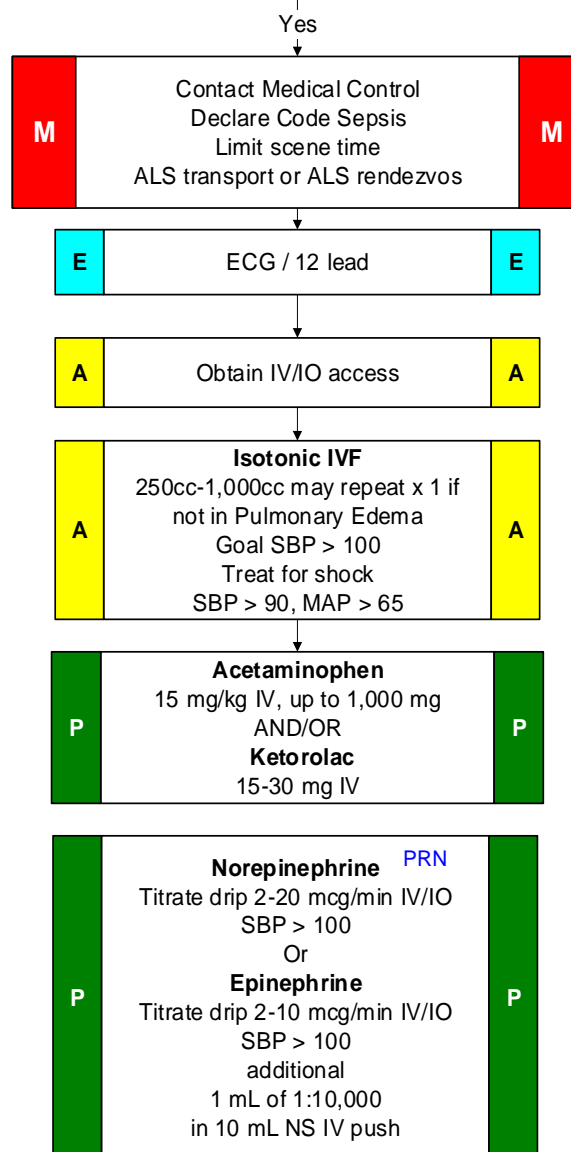 Yes
M
Contact Medical Control
Declare Code Sepsis
Limit scene time
ALS transport or ALS rendezvos
M
E
ECG / 12 lead
E
A
Obtain IV/IO access
A
A
Isotonic IVF
250cc-1,000cc may repeat x 1 if
not in Pulmonary Edema
Goal SBP > 100
Treat for shock
SBP > 90, MAP > 65
A
P
Acetaminophen
15 mg/kg IV, up to 1,000 mg
AND/OR
Ketorolac
15-30 mg IV
P
P
Norepinephrine PRN
Titrate drip 2-20 mcg/min IV/IO
SBP > 100
Or
Epinephrine
Titrate drip 2-10 mcg/min IV/IO
SBP > 100
additional
1 mL of 1:10,000
in 10 mL NS IV push
P